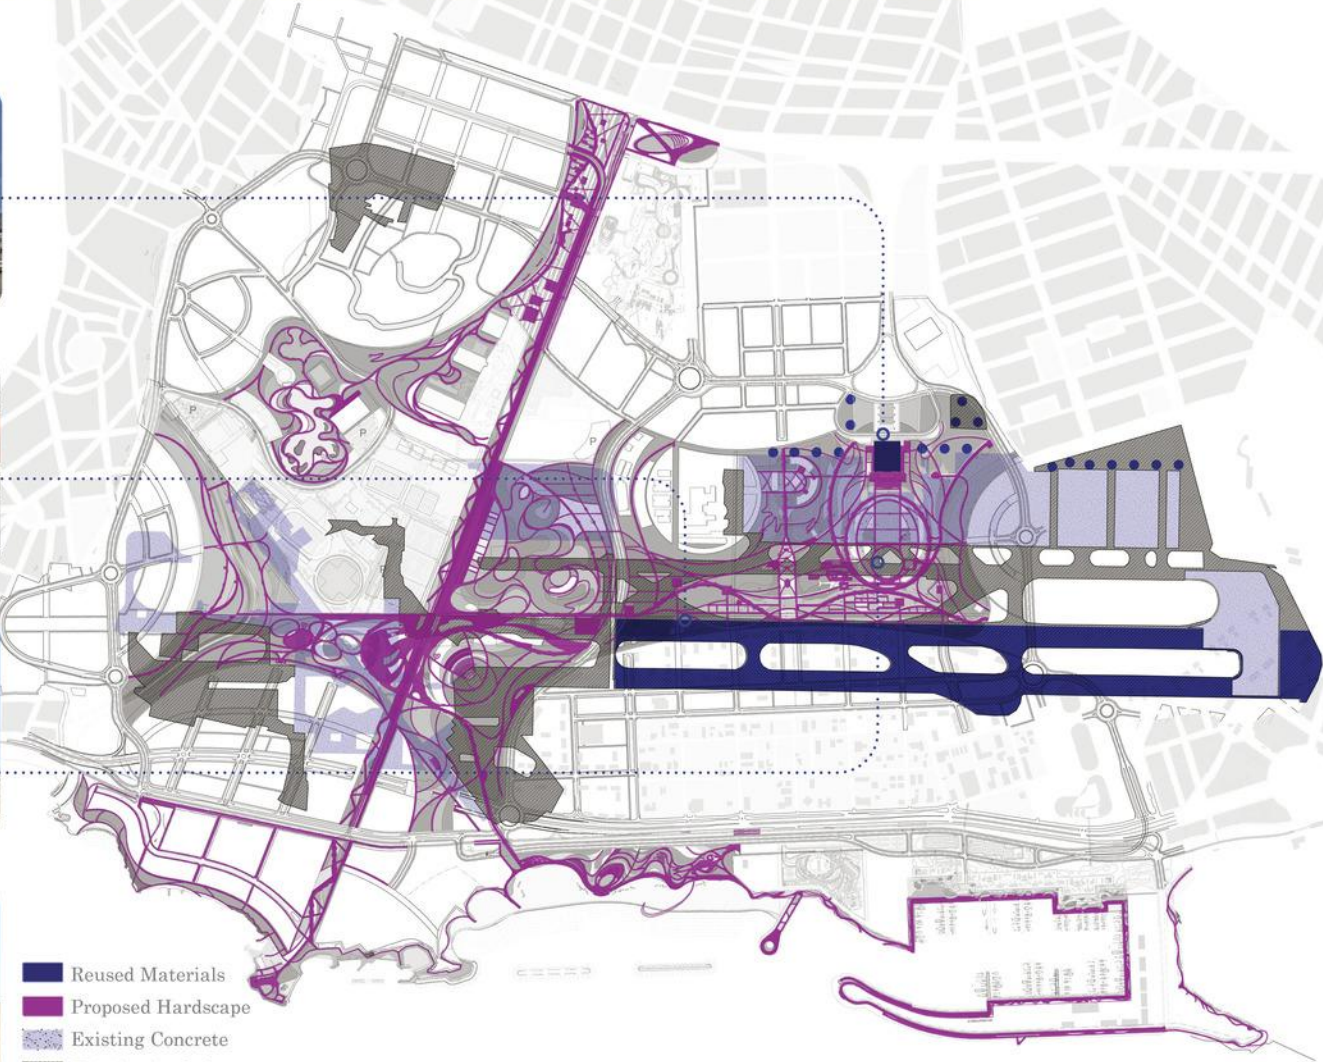 P
P
P
Reused Materials
Proposed Hardscape
Existing Concrete